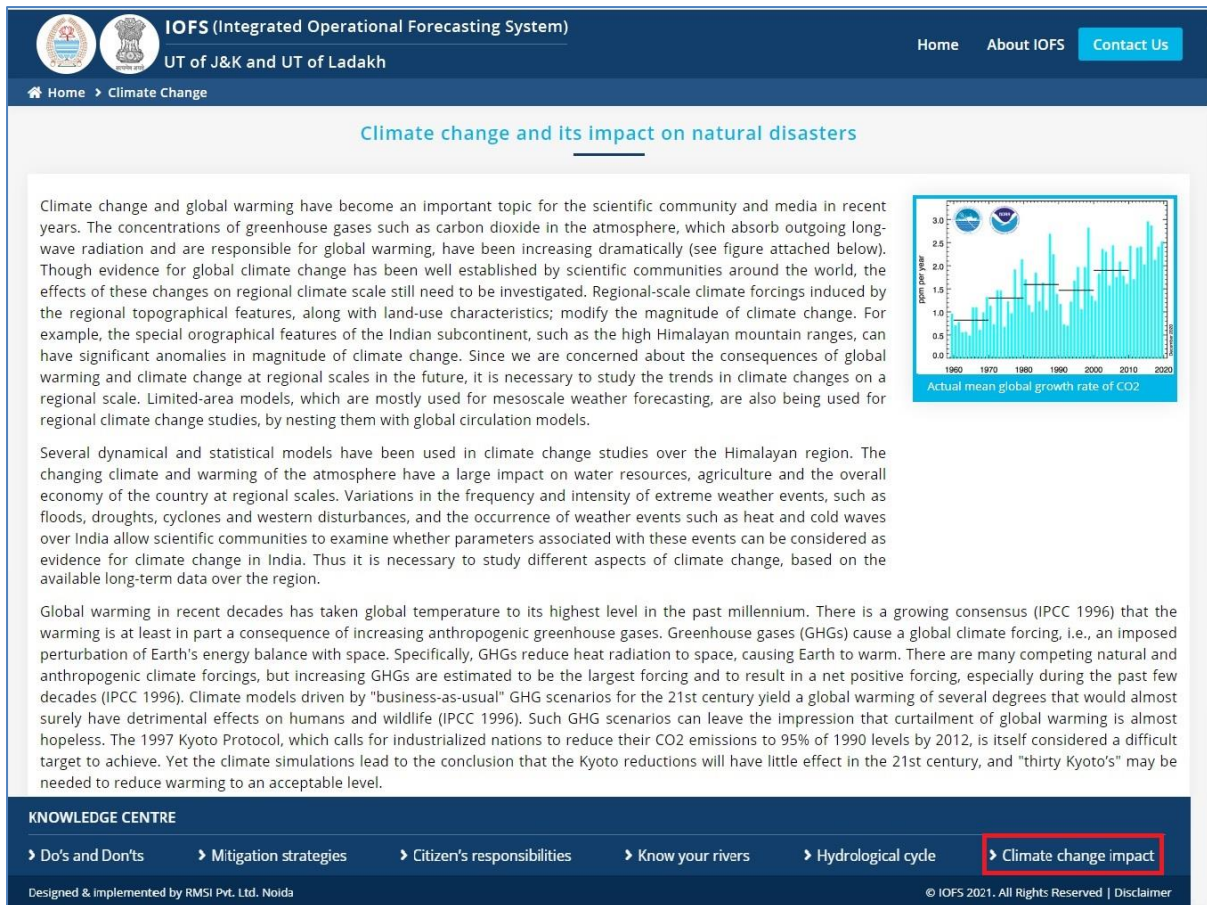 IOFS (Integrated Operational Forecasting System)
UT of J&K and UT of Ladakh
Home About IOFS Contact Us
Home > Climate Change
Climate change and its impact on natural disasters
Climate change and global warming have become an important topic for the scientific community and media in recent
years. The concentrations of greenhouse gases such as carbon dioxide in the atmosphere, which absorb outgoing long-
wave radiation and are responsible for global warming, have been increasing dramatically (see figure attached below).
Though evidence for global climate change has been well established by scientific communities around the world, the
effects of these changes on regional climate scale still need to be investigated. Regional-scale climate forcings induced by
the regional topographical features, along with land-use characteristics; modify the magnitude of climate change. For
example, the special orographical features of the Indian subcontinent, such as the high Himalayan mountain ranges, can
have significant anomalies in magnitude of climate change. Since we are concerned about the consequences of global
warming and climate change at regional scales in the future, it is necessary to study the trends in climate changes on a
regional scale. Limited-area models, which are mostly used for mesoscale weather forecasting, are also being used for
regional climate change studies, by nesting them with global circulation models.
ppm per year
3.0
2.5
2.0
1.5
1.0
0.5
0.0
1960 1970 1980 1990 2000 2010 2020
December 2020
Actual mean global growth rate of CO2
Several dynamical and statistical models have been used in climate change studies over the Himalayan region. The
changing climate and warming of the atmosphere have a large impact on water resources, agriculture and the overall
economy of the country at regional scales. Variations in the frequency and intensity of extreme weather events, such as
floods, droughts, cyclones and western disturbances, and the occurrence of weather events such as heat and cold waves
over India allow scientific communities to examine whether parameters associated with these events can be considered as
evidence for climate change in India. Thus it is necessary to study different aspects of climate change, based on the
available long-term data over the region.
Global warming in recent decades has taken global temperature to its highest level in the past millennium. There is a growing consensus (IPCC 1996) that the
warming is at least in part a consequence of increasing anthropogenic greenhouse gases. Greenhouse gases (GHGs) cause a global climate forcing, i.e., an imposed
perturbation of Earth's energy balance with space. Specifically, GHGs reduce heat radiation to space, causing Earth to warm. There are many competing natural and
anthropogenic climate forcings, but increasing GHGs are estimated to be the largest forcing and to result in a net positive forcing, especially during the past few
decades (IPCC 1996). Climate models driven by "business-as-usual" GHG scenarios for the 21st century yield a global warming of several degrees that would almost
surely have detrimental effects on humans and wildlife (IPCC 1996). Such GHG scenarios can leave the impression that curtailment of global warming is almost
hopeless. The 1997 Kyoto Protocol, which calls for industrialized nations to reduce their CO2 emissions to 95% of 1990 levels by 2012, is itself considered a difficult
target to achieve. Yet the climate simulations lead to the conclusion that the Kyoto reductions will have little effect in the 21st century, and "thirty Kyoto's" may be
needed to reduce warming to an acceptable level.
KNOWLEDGE CENTRE
> Do's and Don'ts > Mitigation strategies > Citizen's responsibilities > Know your rivers > Hydrological cycle > Climate change impact
Designed & implemented by RMSI Pvt. Ltd. Noida © IOFS 2021. All Rights Reserved | Disclaimer